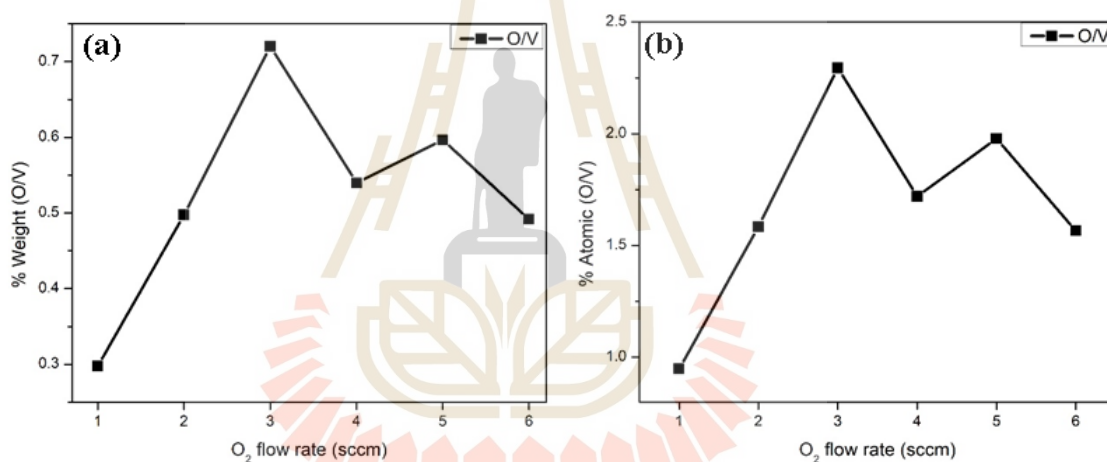 (a)
O/V
0.7
0.6
0.5
0.4
0.3
% Weight (O/V)
1 2 3 4 5 6
O₂ flow rate (sccm)
(b)
O/V
2.5
2.0
1.5
1.0
% Atomic (O/V)
1 2 3 4 5 6
O₂ flow rate (sccm)